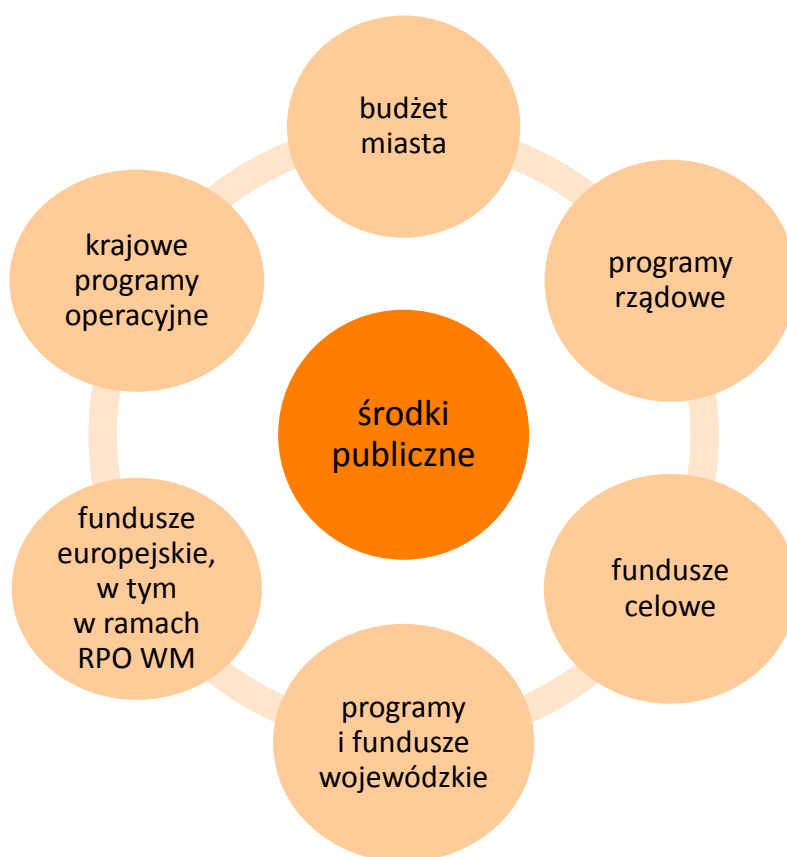 budżet
miasta
programy
rządowe
fundusze
celowe
programy
i fundusze
wojewódzkie
fundusze
europejskie,
w tym
w ramach
RPO WM
krajowe
programy
operacyjne
środki
publiczne